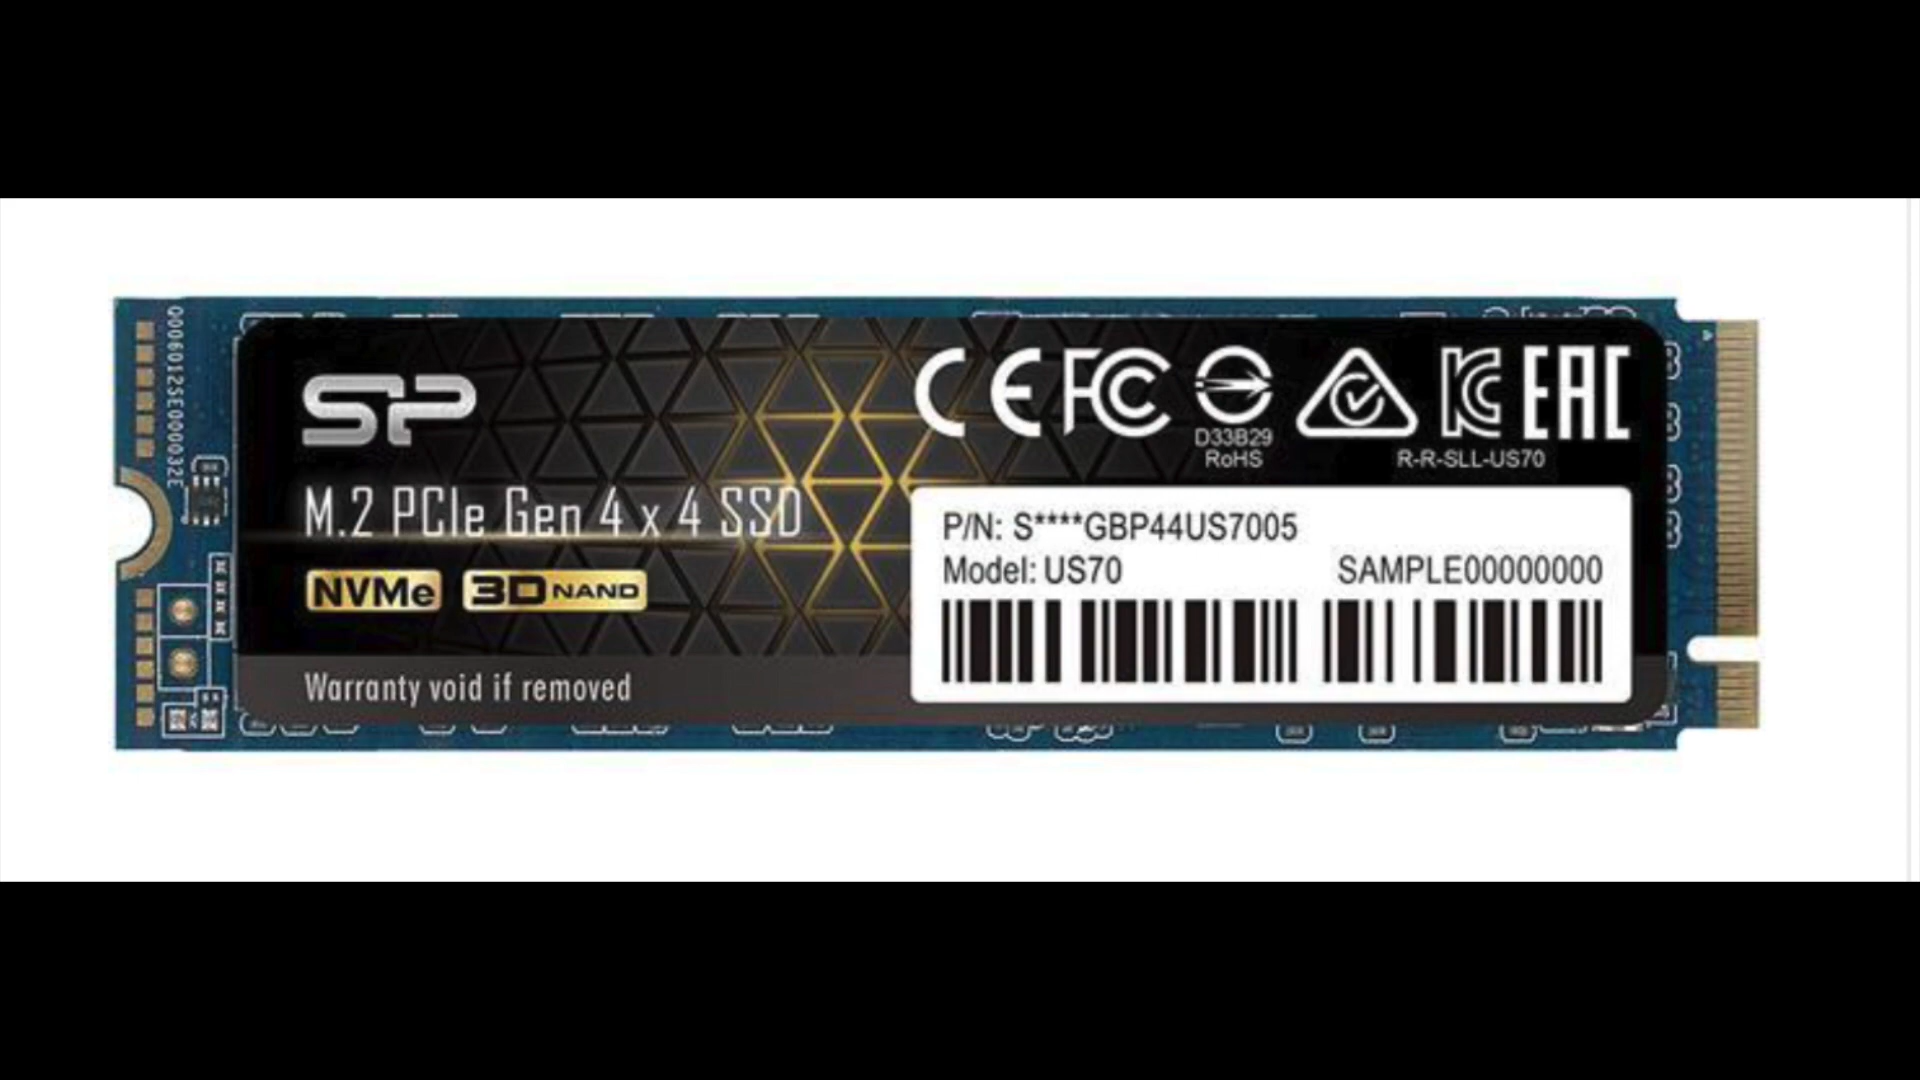 SP
M.2 PCIe Gen 4 x 4 SSD
NVMe 3D NAND
Warranty void if removed
CE FC KC EAC
D33B29
RoHS
R-R-SLL-US70
P/N: S****GBP44US7005
Model: US70 SAMPLE00000000